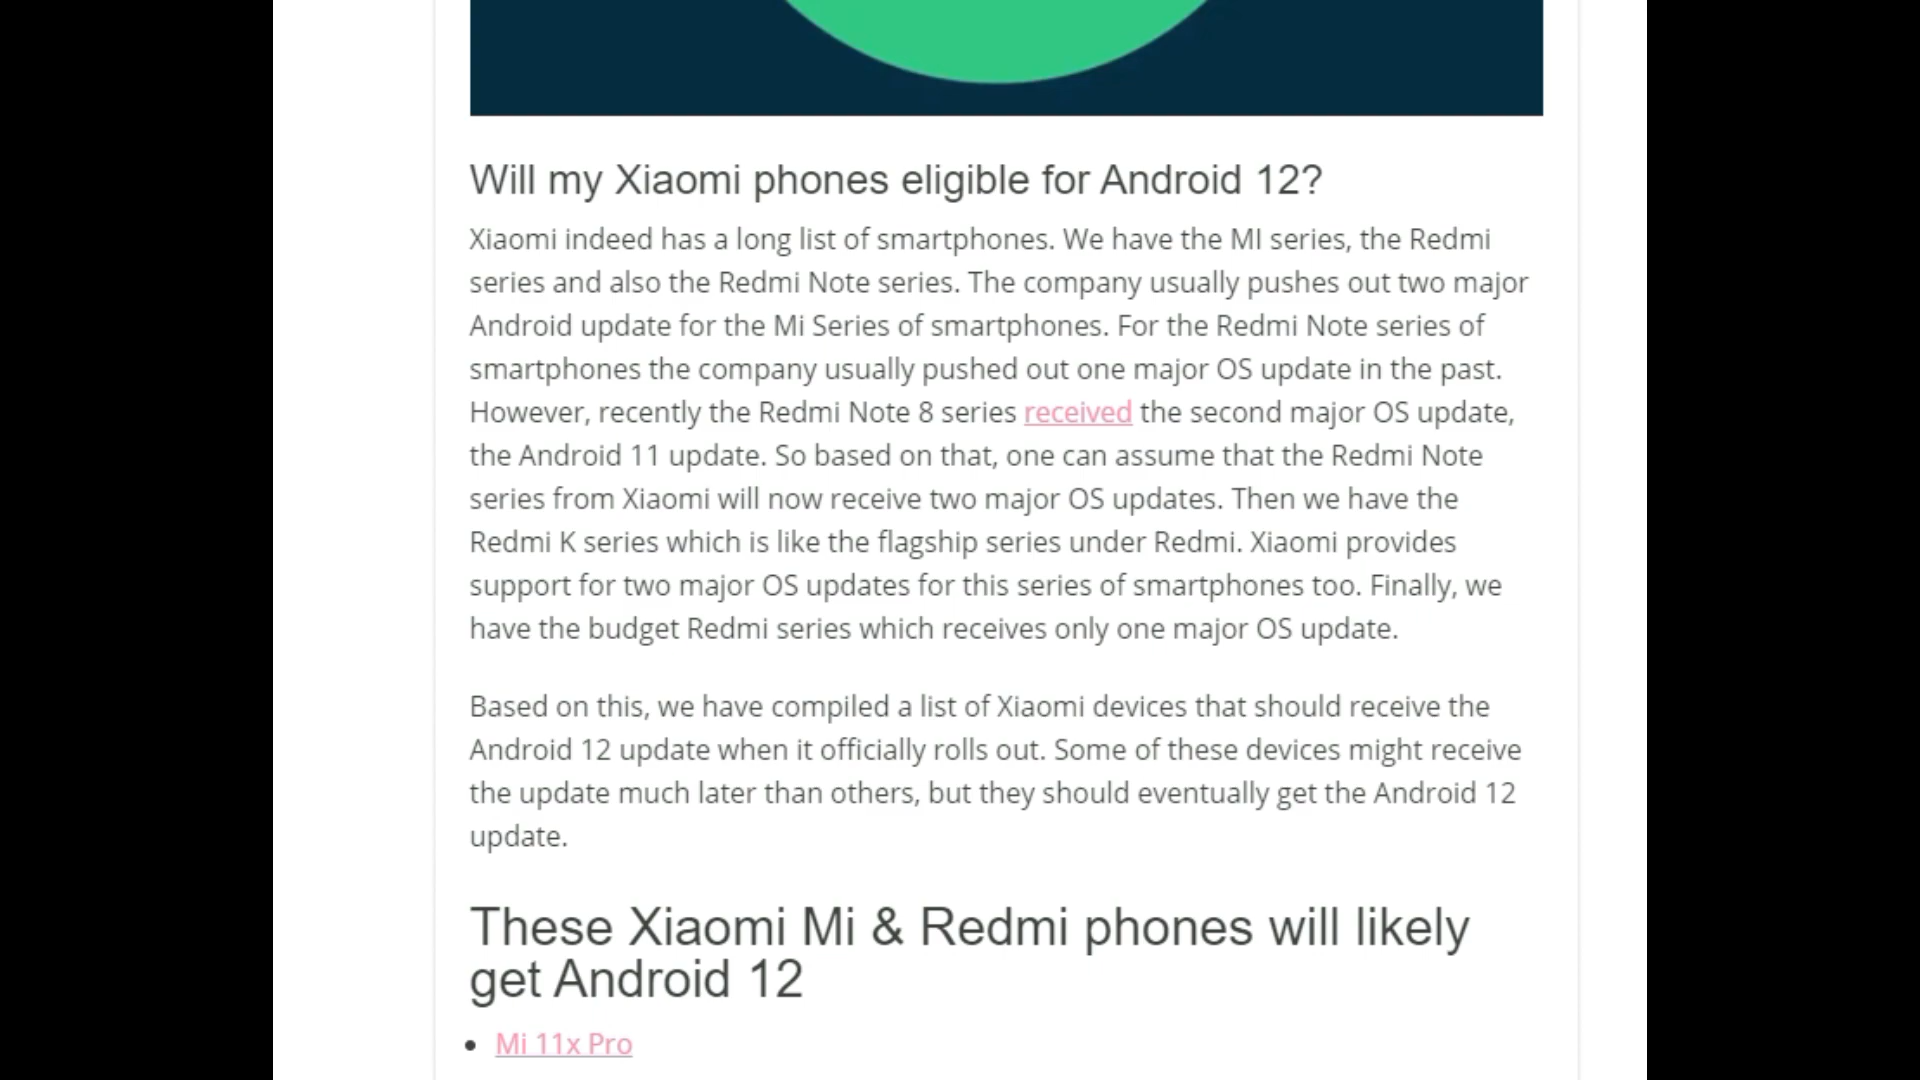 Will my Xiaomi phones eligible for Android 12?
Xiaomi indeed has a long list of smartphones. We have the MI series, the Redmi
series and also the Redmi Note series. The company usually pushes out two major
Android update for the Mi Series of smartphones. For the Redmi Note series of
smartphones the company usually pushed out one major OS update in the past.
However, recently the Redmi Note 8 series received the second major OS update,
the Android 11 update. So based on that, one can assume that the Redmi Note
series from Xiaomi will now receive two major OS updates. Then we have the
Redmi K series which is like the flagship series under Redmi. Xiaomi provides
support for two major OS updates for this series of smartphones too. Finally, we
have the budget Redmi series which receives only one major OS update.
Based on this, we have compiled a list of Xiaomi devices that should receive the
Android 12 update when it officially rolls out. Some of these devices might receive
the update much later than others, but they should eventually get the Android 12
update.
These Xiaomi Mi & Redmi phones will likely
get Android 12
• Mi 11x Pro